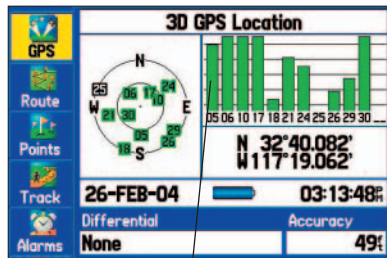 3D GPS Location
GPS
Route
Points
Track
Alarms
N
25 06 17 10 24
W 21 30 E
05 29
18 S 26
05 06 10 17 18 21 24 25 26 29 30 __
N 32°40.082'
W117°19.062'
26-FEB-04
03:13:48
Differential
Accuracy
None
49